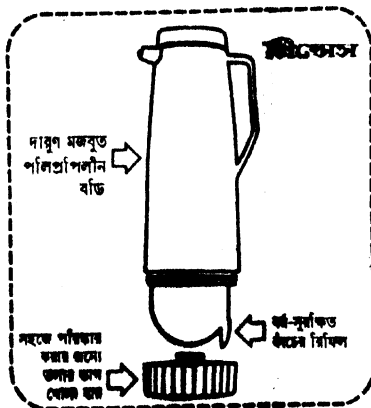 দারুণ মজবুত
পলিপ্রপিলীন
বডি
সহজে পরিষ্কার
করার জন্যে
তলার ভাগ
খোলা যায়
কাঁচের রিফিল